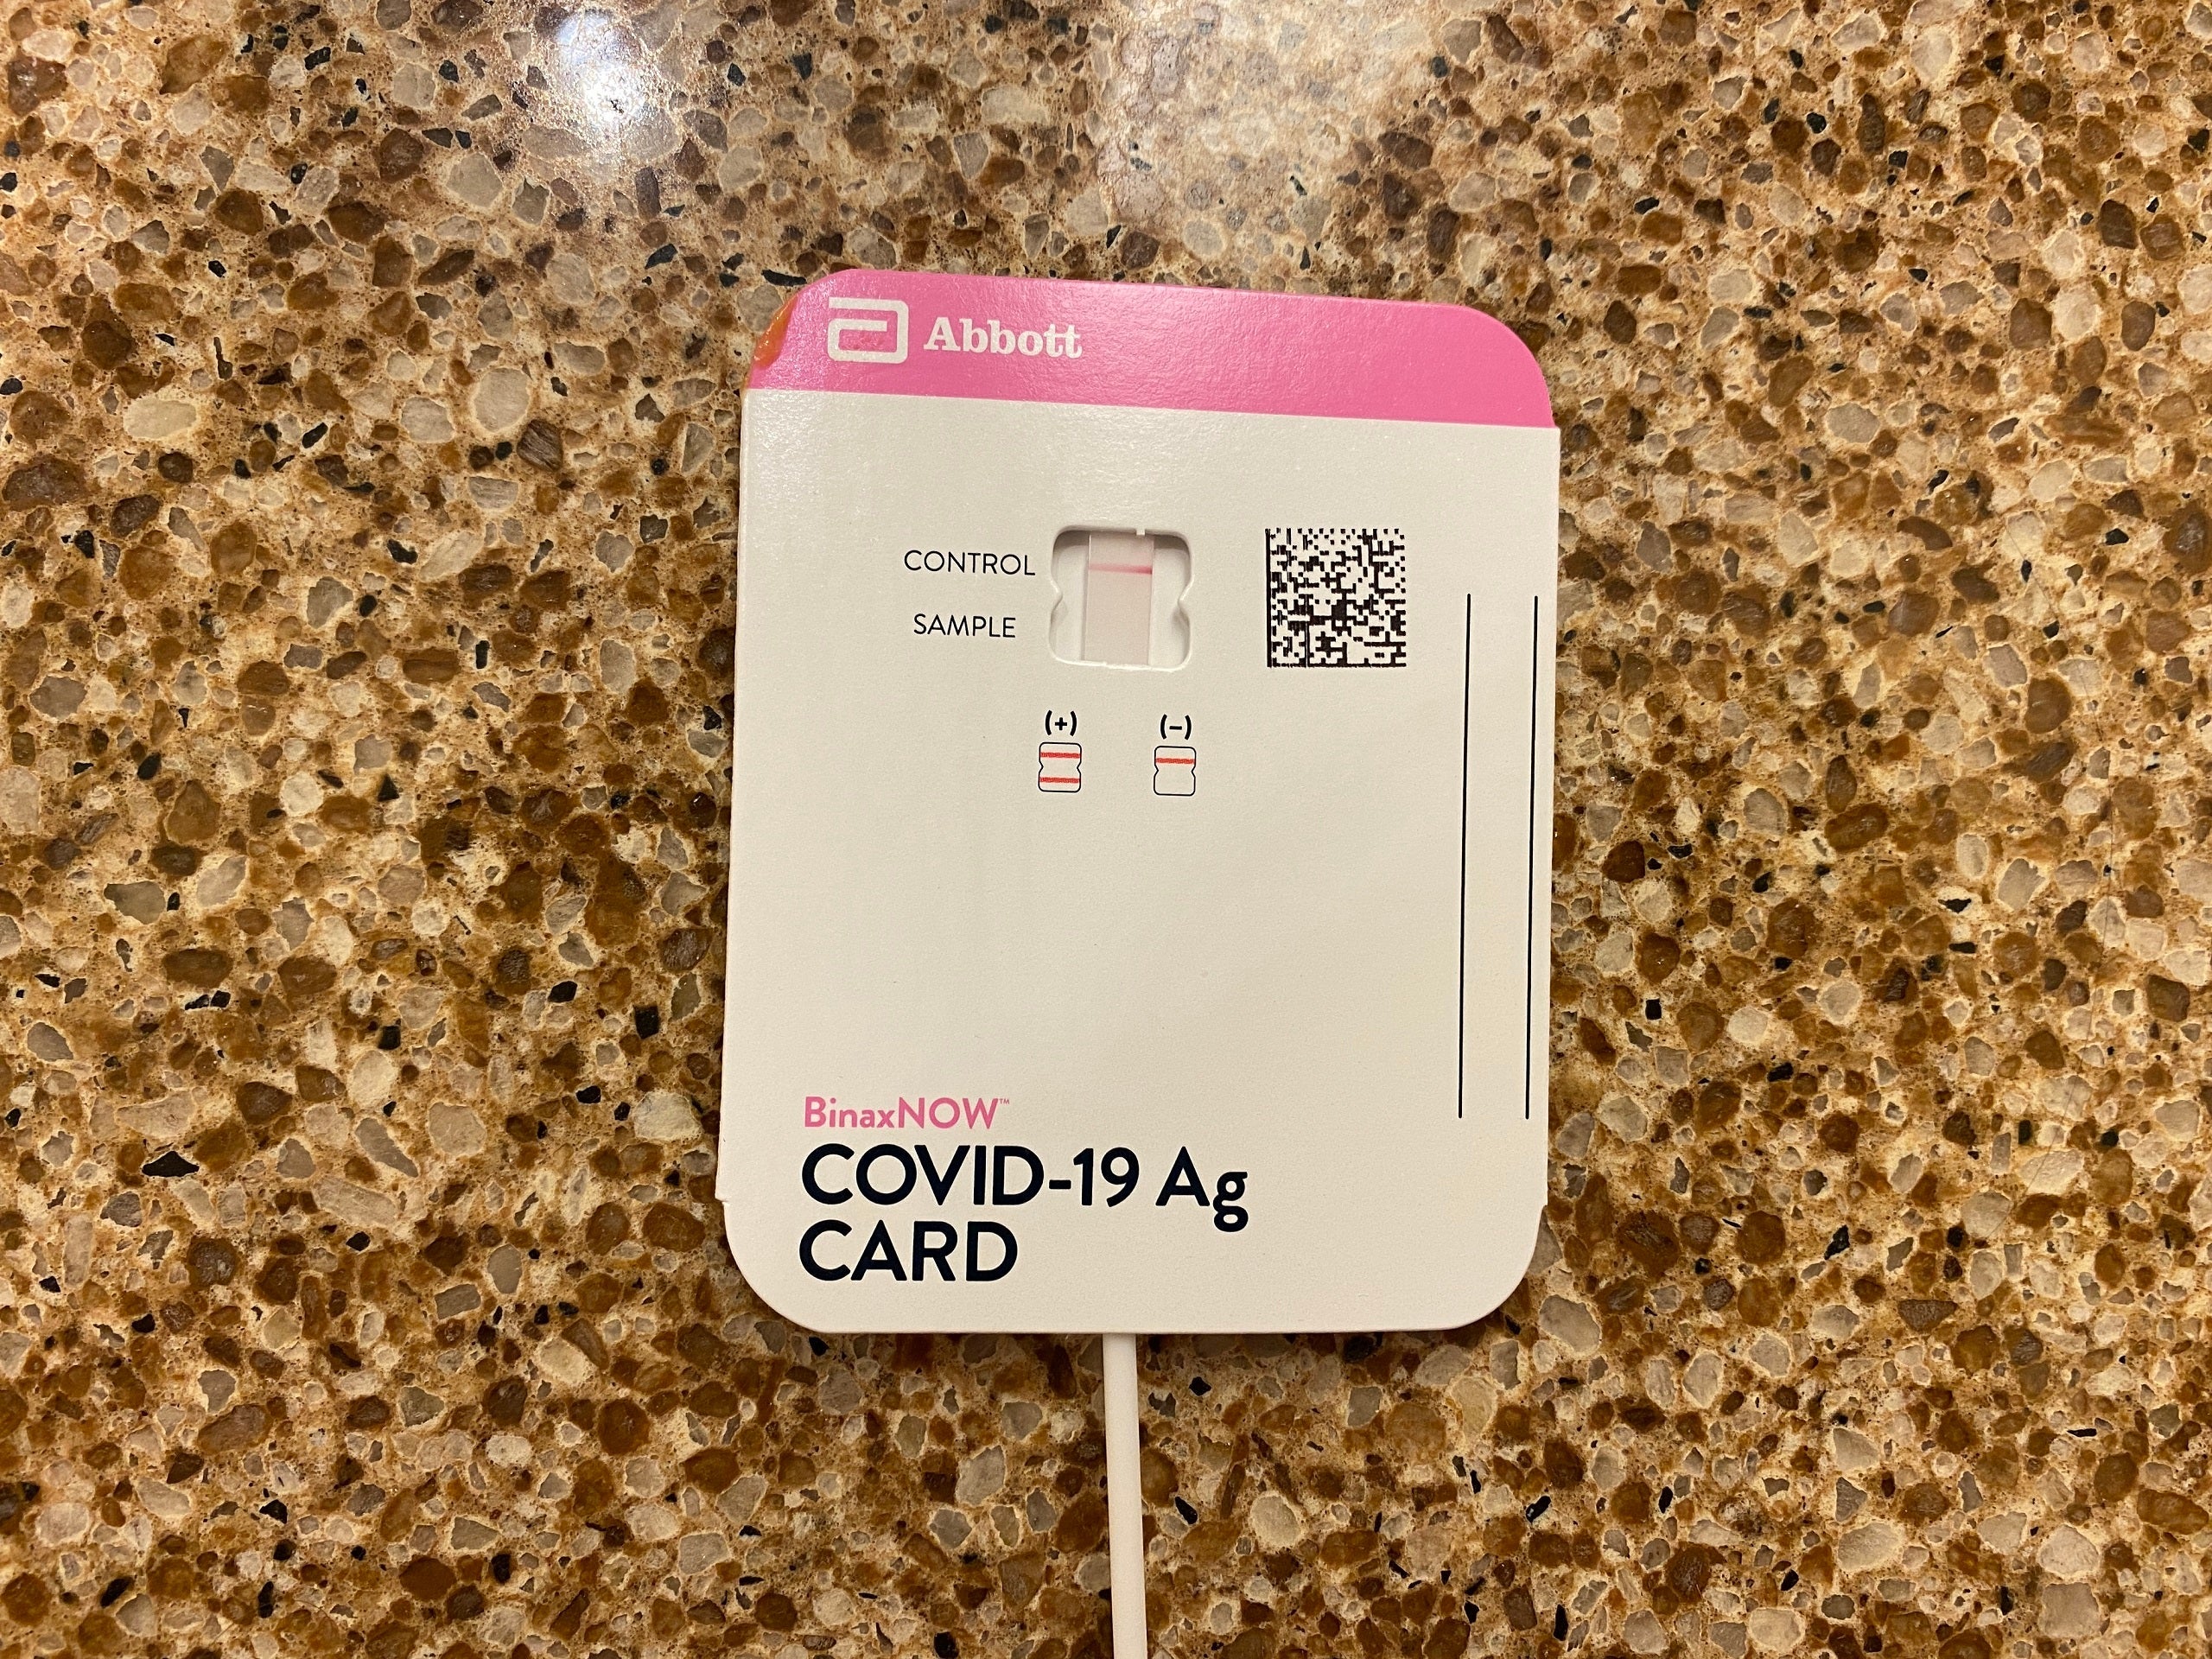 Abbott
CONTROL
SAMPLE
(+) (−)
BinaxNOW™
COVID-19 Ag
CARD